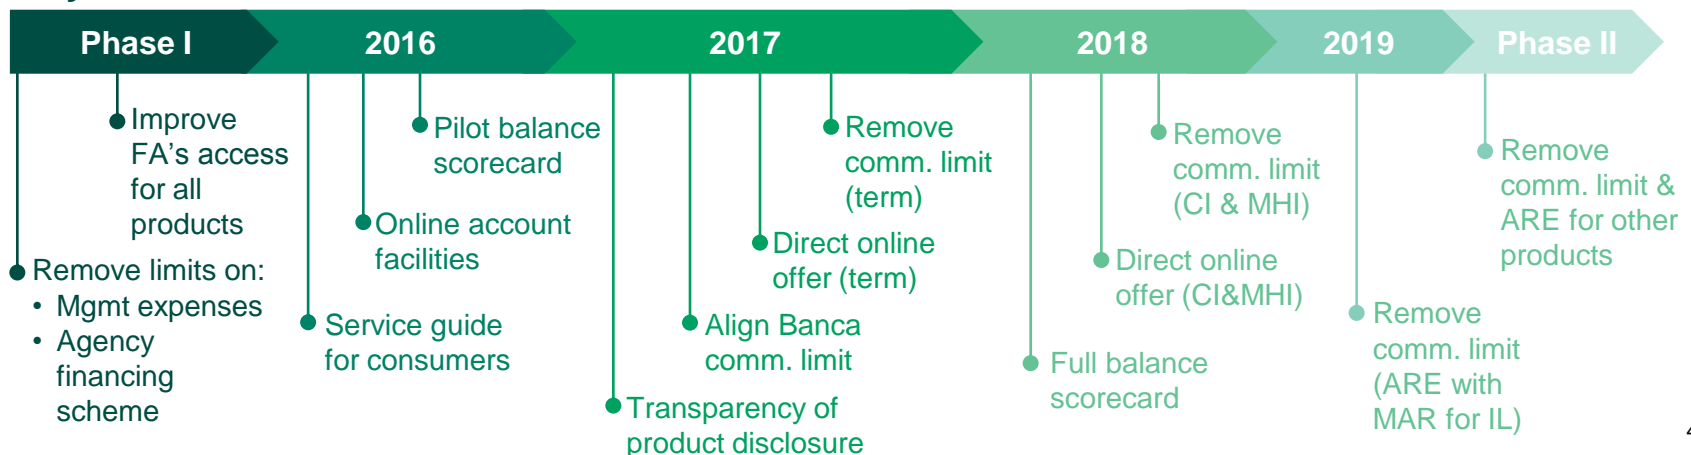 Phase I
2016
2017
2018
2019
Phase II
Improve
FA's access
for all
products
Remove limits on:
• Mgmt expenses
• Agency
financing
scheme
Pilot balance
scorecard
Online account
facilities
Service guide
for consumers
Remove
comm. limit
(term)
Direct online
offer (term)
Align Banca
comm. limit
Transparency of
product disclosure
Remove
comm. limit
(CI & MHI)
Direct online
offer (CI&MHI)
Full balance
scorecard
Remove
comm. limit
(ARE with
MAR for IL)
Remove
comm. limit &
ARE for other
products